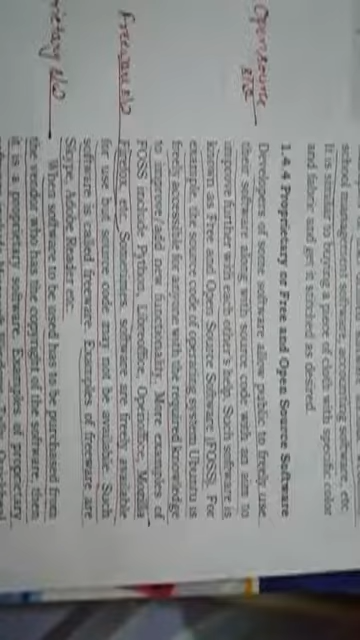 school management software, accounting software, etc.
It is similar to buying a piece of cloth with specific color
and fabric and get it stitched as desired.
1.4.4 Proprietary or Free and Open Source Software
Developers of some software allow public to freely use
their software along with source code with an aim to
improve further with each other's help. Such software is
known as Free and Open Source Software (FOSS). For
example, the source code of operating system Ubuntu is
freely accessible for anyone with the required knowledge
to improve/add new functionality. More examples of
FOSS include Python, Libreoffice, Openoffice, Mozilla
Firefox, etc. Sometimes, software are freely available
for use but source code may not be available. Such
software is called freeware. Examples of freeware are
Skype, Adobe Reader, etc.
When software to be used has to be purchased from
the vendor who has the copyright of the software, then
it is a proprietary software. Examples of proprietary
Open source
Freeware